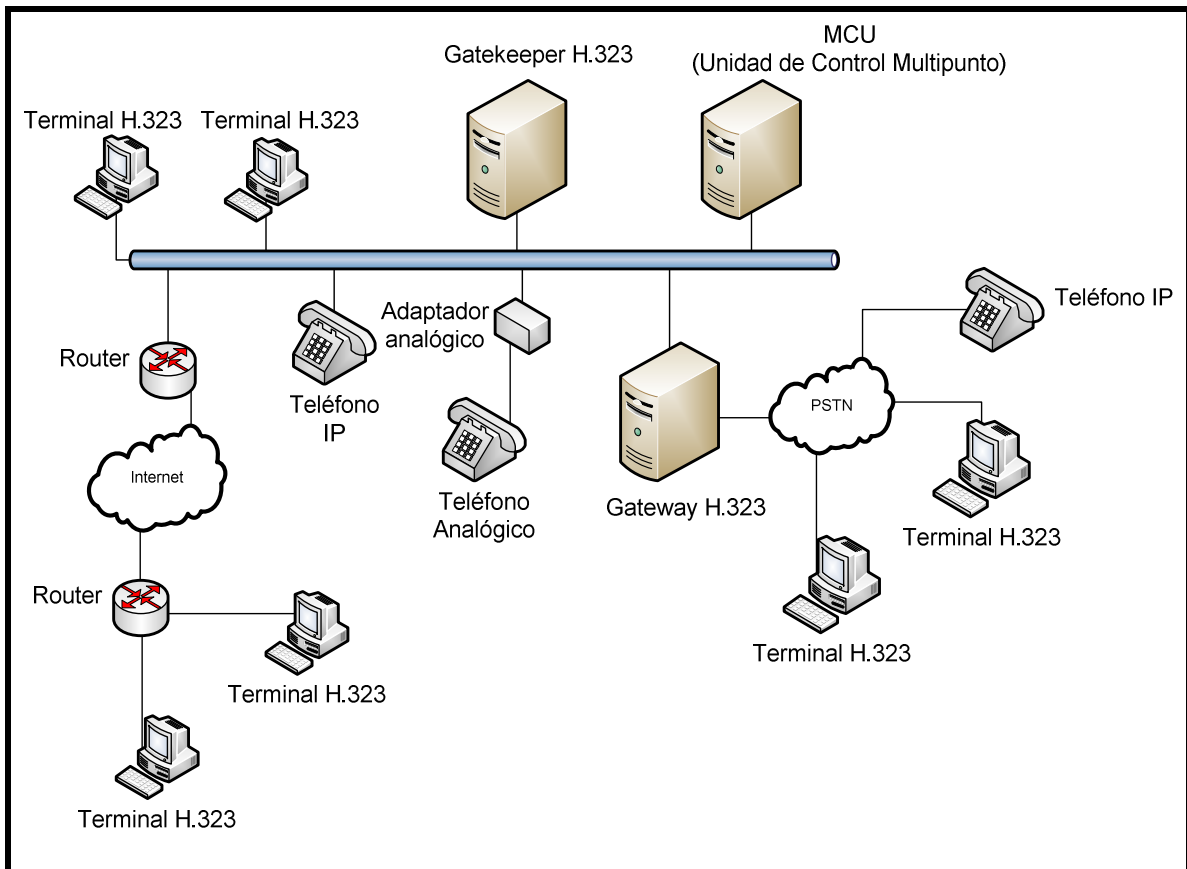 MCU
(Unidad de Control Multipunto)
Gatekeeper H.323
Terminal H.323
Terminal H.323
Adaptador
analógico
Teléfono IP
Router
Teléfono
IP
PSTN
Internet
Teléfono
Analógico
Gateway H.323
Terminal H.323
Router
Terminal H.323
Terminal H.323
Terminal H.323